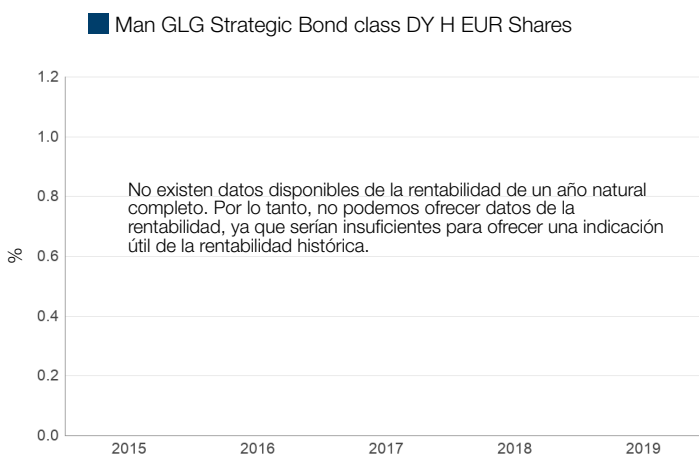 Man GLG Strategic Bond class DY H EUR Shares
1.2
1.0
0.8
0.6
0.4
0.2
0.0
%
No existen datos disponibles de la rentabilidad de un año natural
completo. Por lo tanto, no podemos ofrecer datos de la
rentabilidad, ya que serían insuficientes para ofrecer una indicación
útil de la rentabilidad histórica.
2015 2016 2017 2018 2019